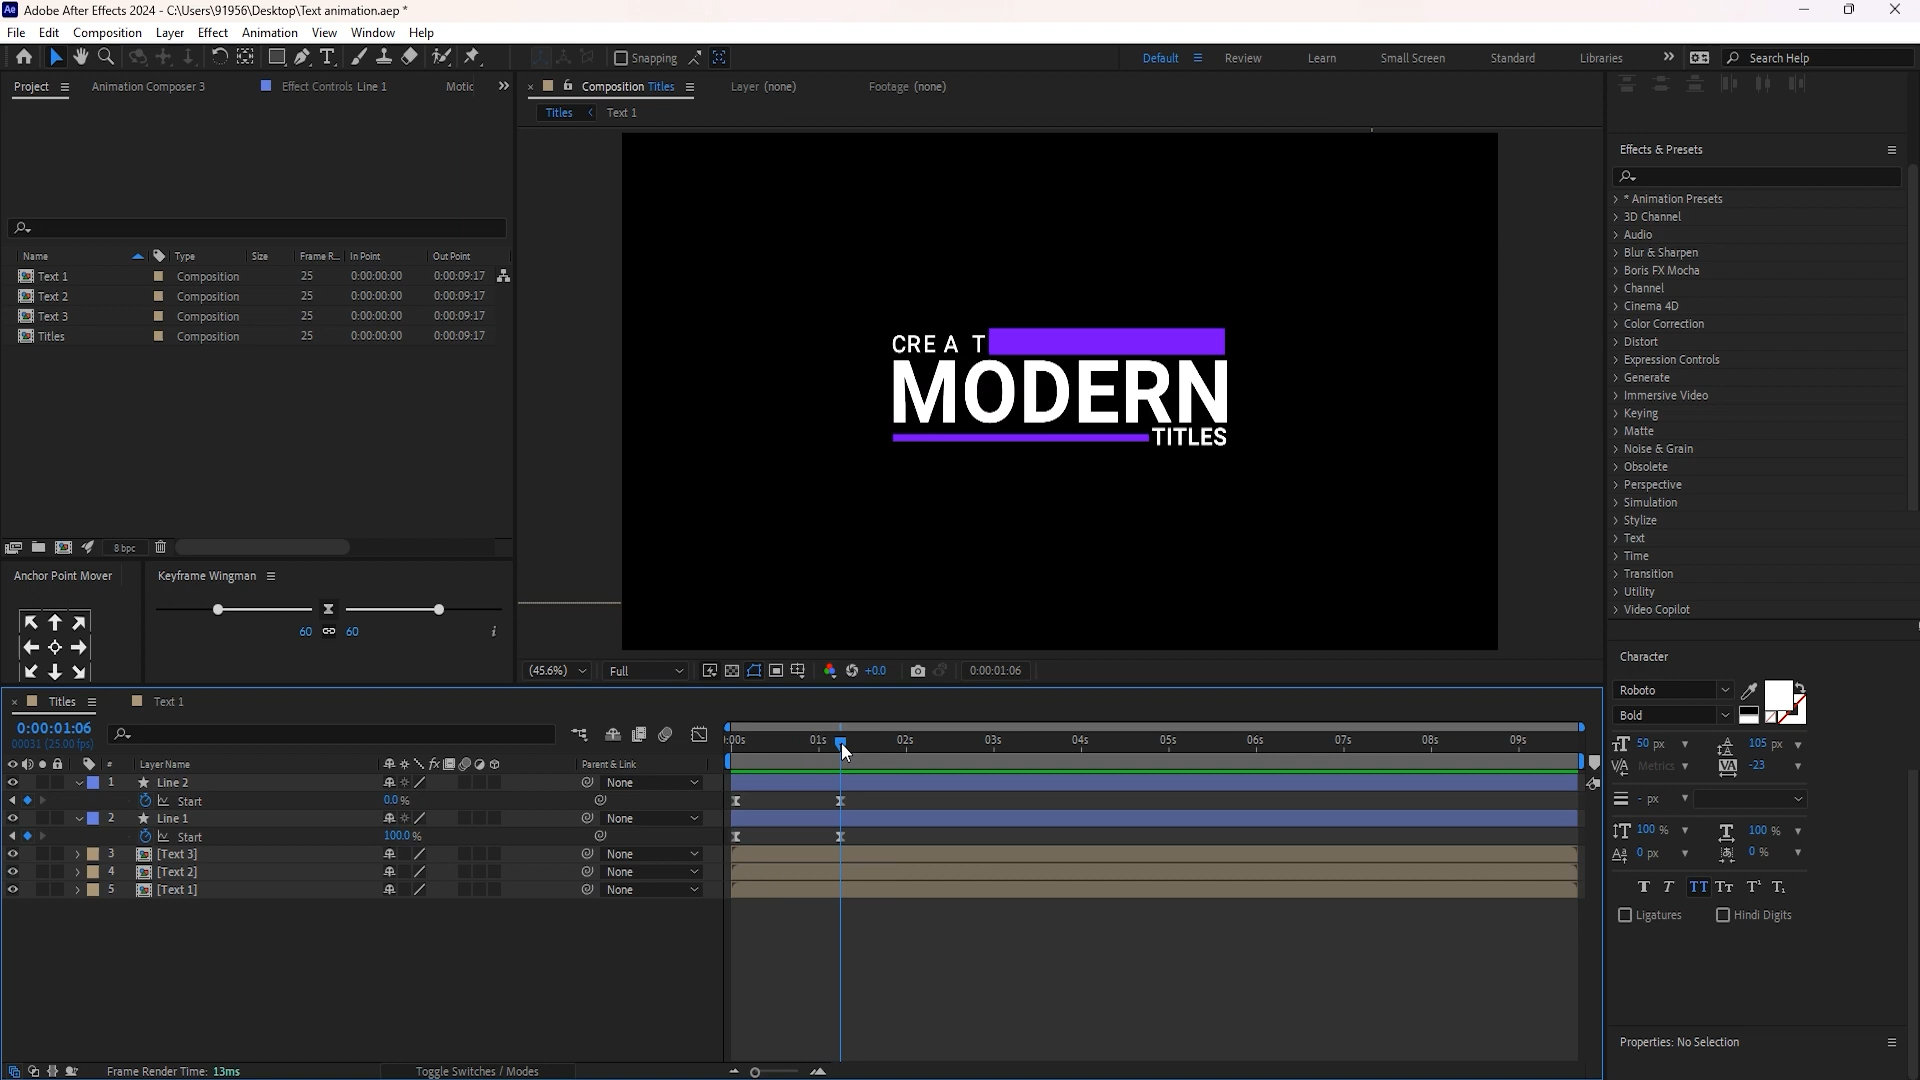 Adobe After Effects 2024 - C:\Users\91956\Desktop\Text animation.aep *
File Edit Composition Layer Effect Animation View Window Help
Snapping Default Review Learn Small Screen Standard Libraries Search Help
Project Animation Composer 3 Effect Controls Line 1 Motic
Composition Titles Layer (none) Footage (none)
Titles Text 1
Name Type Size Frame R... In Point Out Point
Text 1 Composition 25 0:00:00:00 0:00:09:17
Text 2 Composition 25 0:00:00:00 0:00:09:17
Text 3 Composition 25 0:00:00:00 0:00:09:17
Titles Composition 25 0:00:00:00 0:00:09:17
8 bpc
Anchor Point Mover Keyframe Wingman
60 60
CREAT
MODERN
TITLES
(45.6%) Full +0.0 0:00:01:06
Effects & Presets
* Animation Presets
3D Channel
Audio
Blur & Sharpen
Boris FX Mocha
Channel
Cinema 4D
Color Correction
Distort
Expression Controls
Generate
Immersive Video
Keying
Matte
Noise & Grain
Obsolete
Perspective
Simulation
Stylize
Text
Time
Transition
Utility
Video Copilot
Character
Roboto
Bold
50 px 105 px
Metrics -23
- px
100 % 100 %
0 px 0 %
T T TT TT T¹ T₁
Ligatures Hindi Digits
Properties: No Selection
Titles Text 1
0:00:01:06
00031 (25.00 fps)
:00s 01s 02s 03s 04s 05s 06s 07s 08s 09s
# Layer Name fx Parent & Link
1 Line 2 None
Start 0.0 %
2 Line 1 None
Start 100.0 %
3 [Text 3] None
4 [Text 2] None
5 [Text 1] None
Frame Render Time: 13ms Toggle Switches / Modes